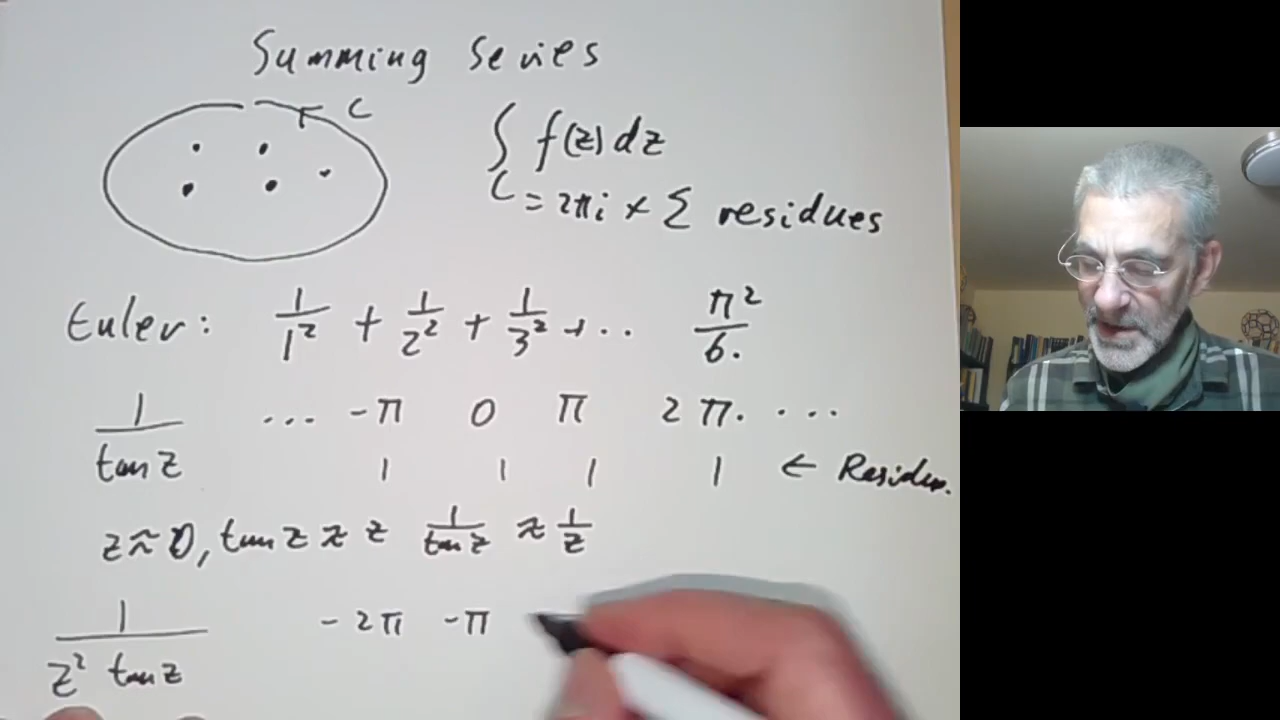 Summing Series
C
∫_C f(z) dz
= 2πi × Σ residues
Euler: 1/1² + 1/2² + 1/3² + .. π²/6.
1/tan z ... -π 0 π 2π. ...
1 1 1 1 ←
z ≈ 0, tan z ≈ z 1/tan z ≈ 1/z
1/(z² tan z) -2π -π